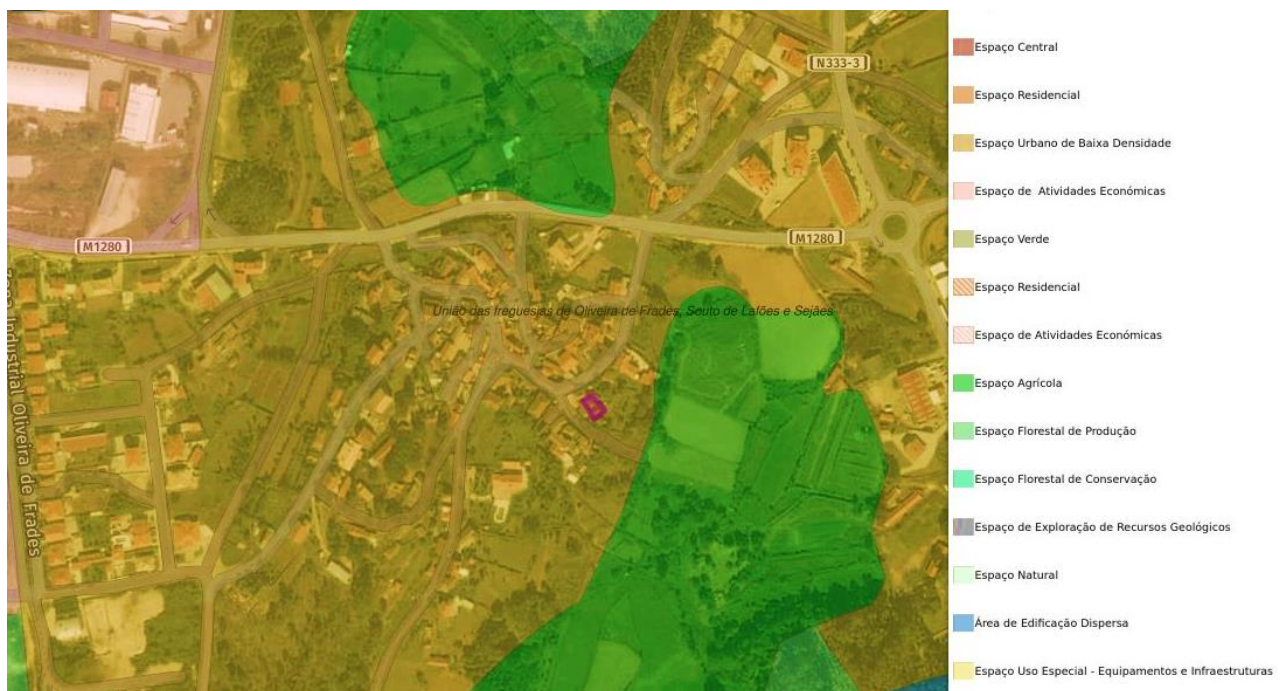 N333-3
M1280
M1280
União das freguesias de Oliveira de Frades, Souto de Lafões e Sejães
Industrial Oliveira de Frades
Espaço Central
Espaço Residencial
Espaço Urbano de Baixa Densidade
Espaço de Atividades Económicas
Espaço Verde
Espaço Residencial
Espaço de Atividades Económicas
Espaço Agrícola
Espaço Florestal de Produção
Espaço Florestal de Conservação
Espaço de Exploração de Recursos Geológicos
Espaço Natural
Área de Edificação Dispersa
Espaço Uso Especial - Equipamentos e Infraestruturas